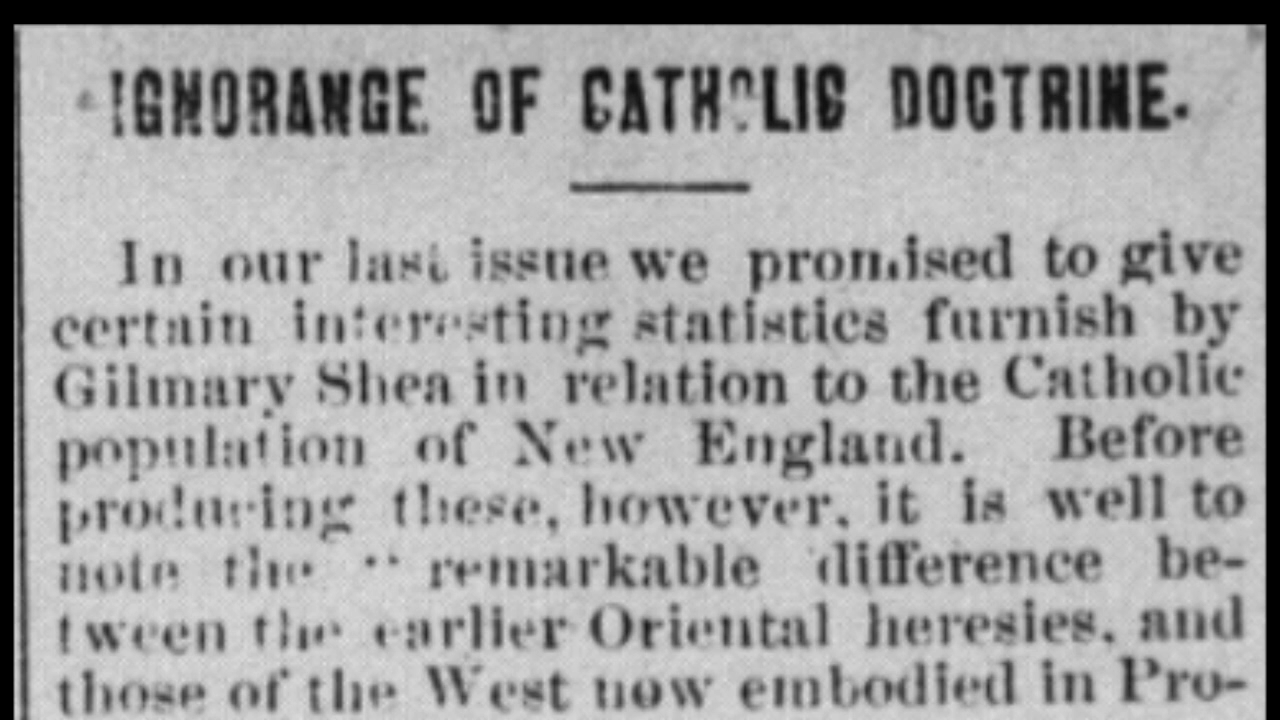 IGNORANCE OF CATHOLIC DOCTRINE.
In our last issue we promised to give
certain interesting statistics furnish by
Gilmary Shea in relation to the Catholic
population of New England. Before
producing these, however, it is well to
note the " remarkable difference be-
tween the earlier Oriental heresies, and
those of the West now embodied in Pro-